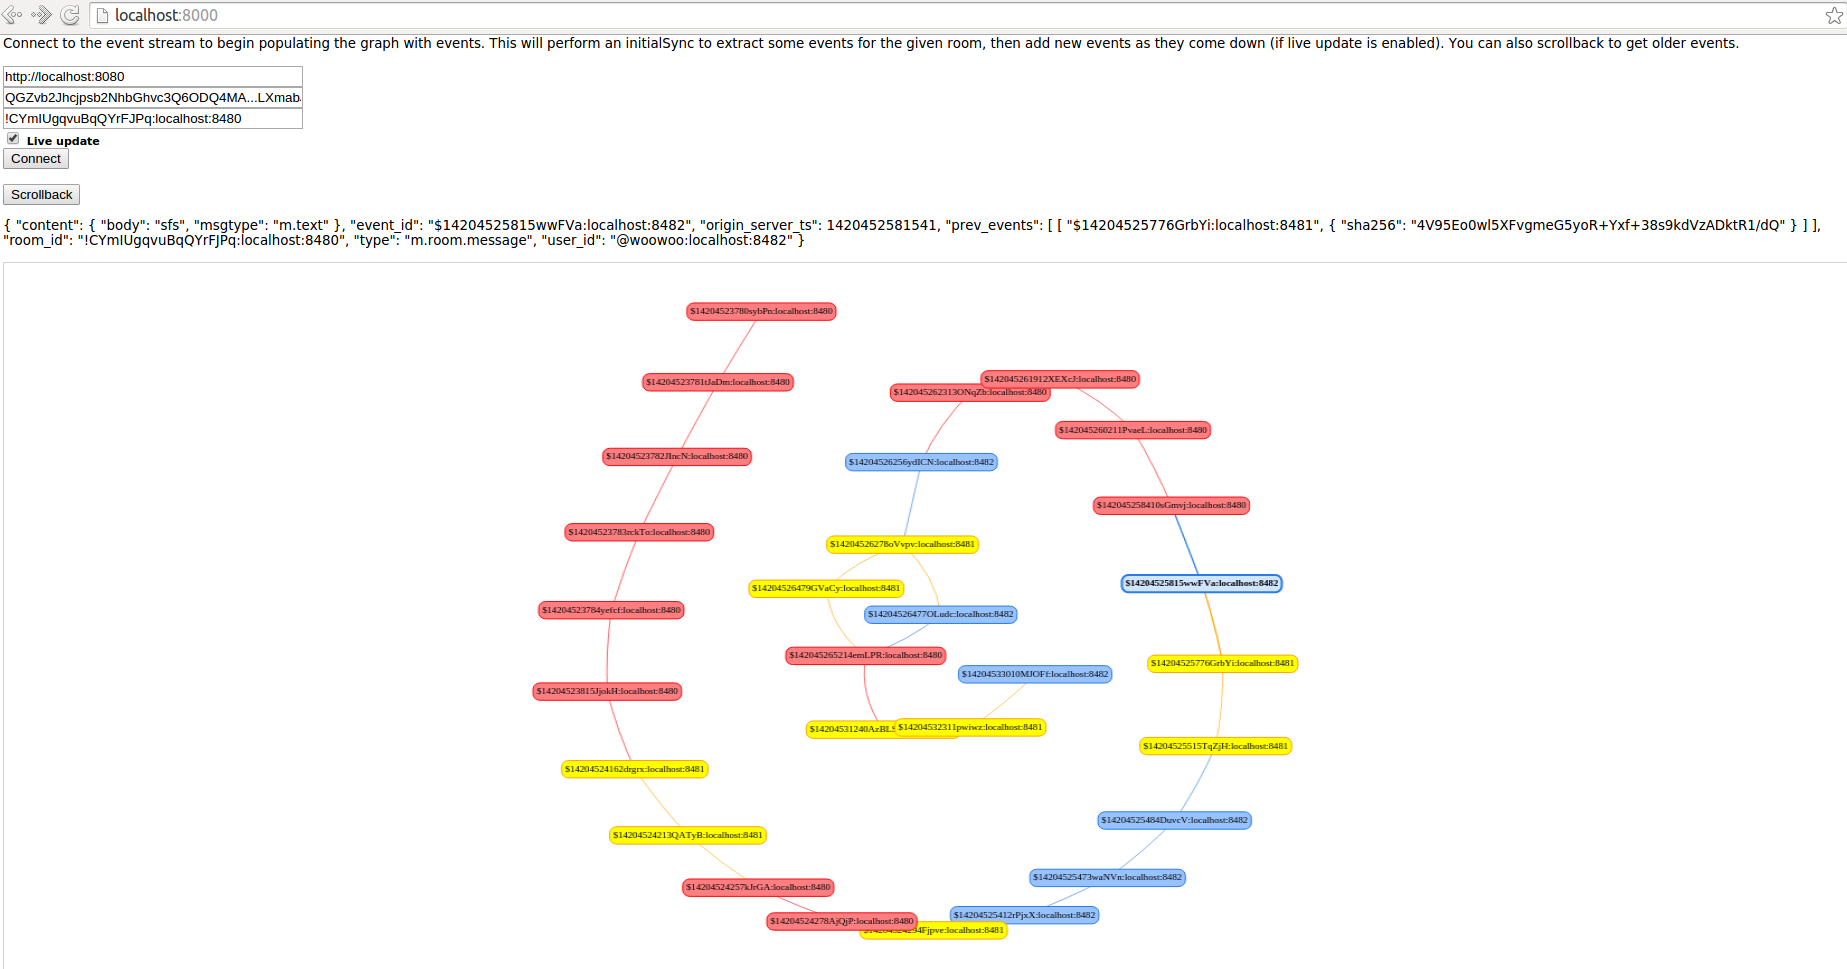 localhost:8000
Connect to the event stream to begin populating the graph with events. This will perform an initialSync to extract some events for the given room, then add new events as they come down (if live update is enabled). You can also scrollback to get older events.
http://localhost:8080
QGZvb2Jhcjpsb2NhbGhvc3Q6ODQ4MA...LXmab
!CYmIUgqvuBqQYrFJPq:localhost:8480
Live update
Connect
Scrollback
{ "content": { "body": "sfs", "msgtype": "m.text" }, "event_id": "$14204525815wwFVa:localhost:8482", "origin_server_ts": 1420452581541, "prev_events": [ [ "$14204525776GrbYi:localhost:8481", { "sha256": "4V95Eo0wl5XFvgmeG5yoR+Yxf+38s9kdVzADktR1/dQ" } ] ],
"room_id": "!CYmIUgqvuBqQYrFJPq:localhost:8480", "type": "m.room.message", "user_id": "@woowoo:localhost:8482" }
$14204523780sybPn:localhost:8480
$142045261912XEXcJ:localhost:8480
$14204523781tJaDm:localhost:8480
$142045262313ONqZb:localhost:8480
$142045260211PvaeL:localhost:8480
$14204523782JIncN:localhost:8480
$14204526256ydICN:localhost:8482
$142045258410sGmvj:localhost:8480
$14204523783rckTo:localhost:8480
$14204526278oVvpv:localhost:8481
$14204525815wwFVa:localhost:8482
$14204526479GVaCy:localhost:8481
$14204523784yefcf:localhost:8480
$14204526477OLudc:localhost:8482
$142045265214emLPR:localhost:8480
$14204525776GrbYi:localhost:8481
$14204533010MJOFf:localhost:8482
$14204523815JjokH:localhost:8480
$14204531240AzBLS
$14204532311pwiwz:localhost:8481
$14204525515TqZjH:localhost:8481
$14204524162drgrx:localhost:8481
$14204525484DuvcV:localhost:8482
$14204524213QATyB:localhost:8481
$14204525473waNVn:localhost:8482
$14204524257kJrGA:localhost:8480
$14204525412rPjxX:localhost:8482
$14204524278AjQjP:localhost:8480
4Fjpve:localhost:8481